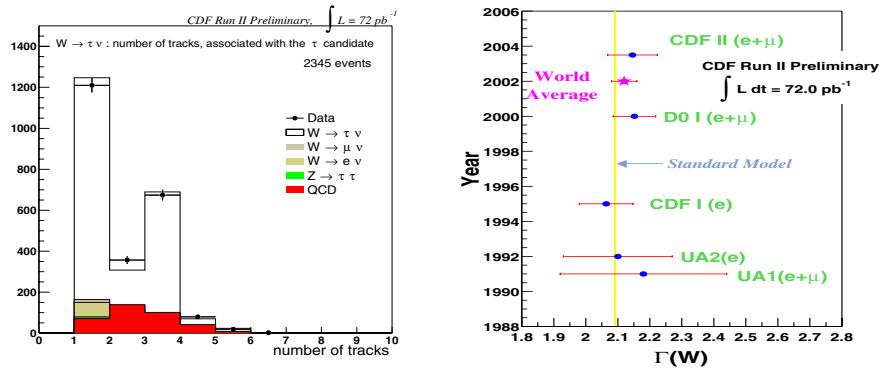 CDF Run II Preliminary, ∫ L = 72 pb⁻¹
W → τ ν : number of tracks, associated with the τ candidate
2345 events
Data
W → τ ν
W → μ ν
W → e ν
Z → τ τ
QCD
1400
1200
1000
800
600
400
200
0
0 1 2 3 4 5 6 7 8 9 10
number of tracks
Year
2006
2004
2002
2000
1998
1996
1994
1992
1990
1988
CDF II (e+μ)
CDF Run II Preliminary
∫ L dt = 72.0 pb⁻¹
World
Average
D0 I (e+μ)
Standard Model
CDF I (e)
UA2(e)
UA1(e+μ)
1.8 1.9 2 2.1 2.2 2.3 2.4 2.5 2.6 2.7 2.8
Γ(W)